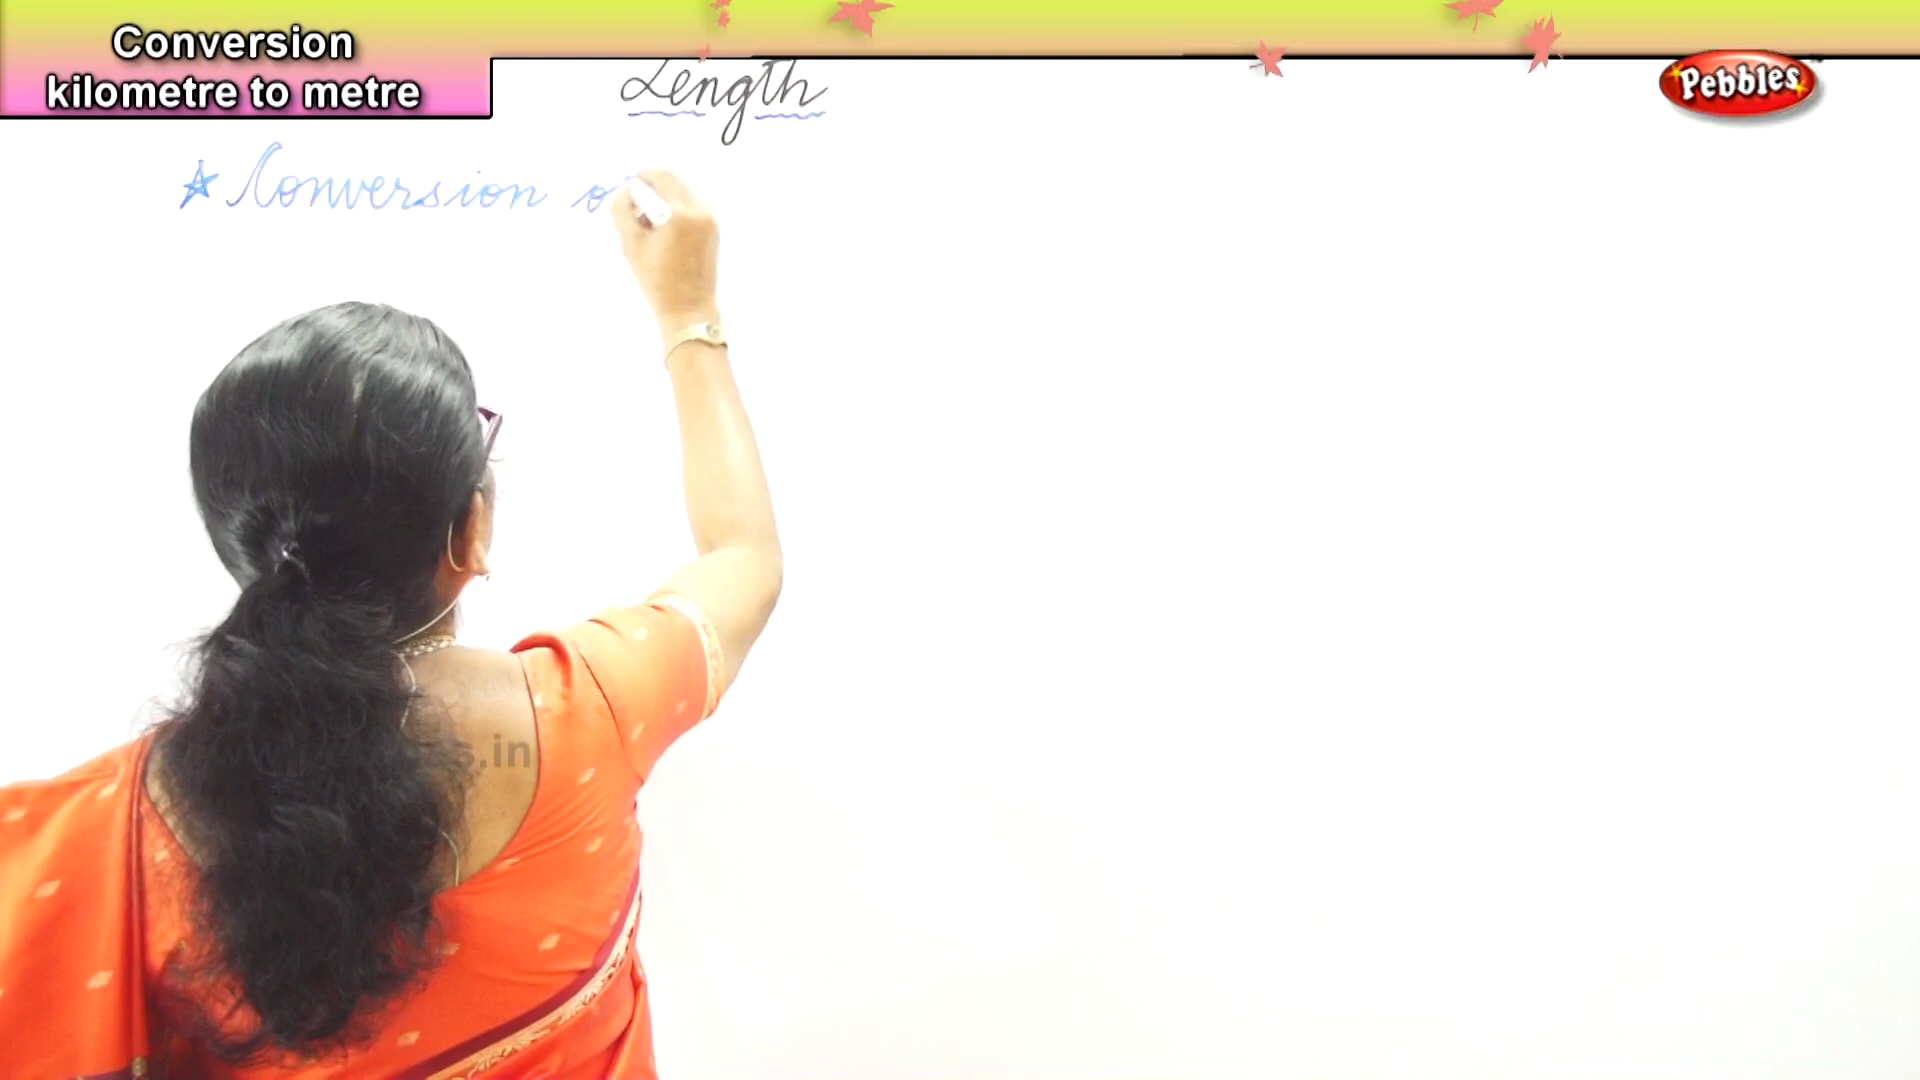 Conversion
kilometre to metre
Length
Pebbles
★ Conversion o